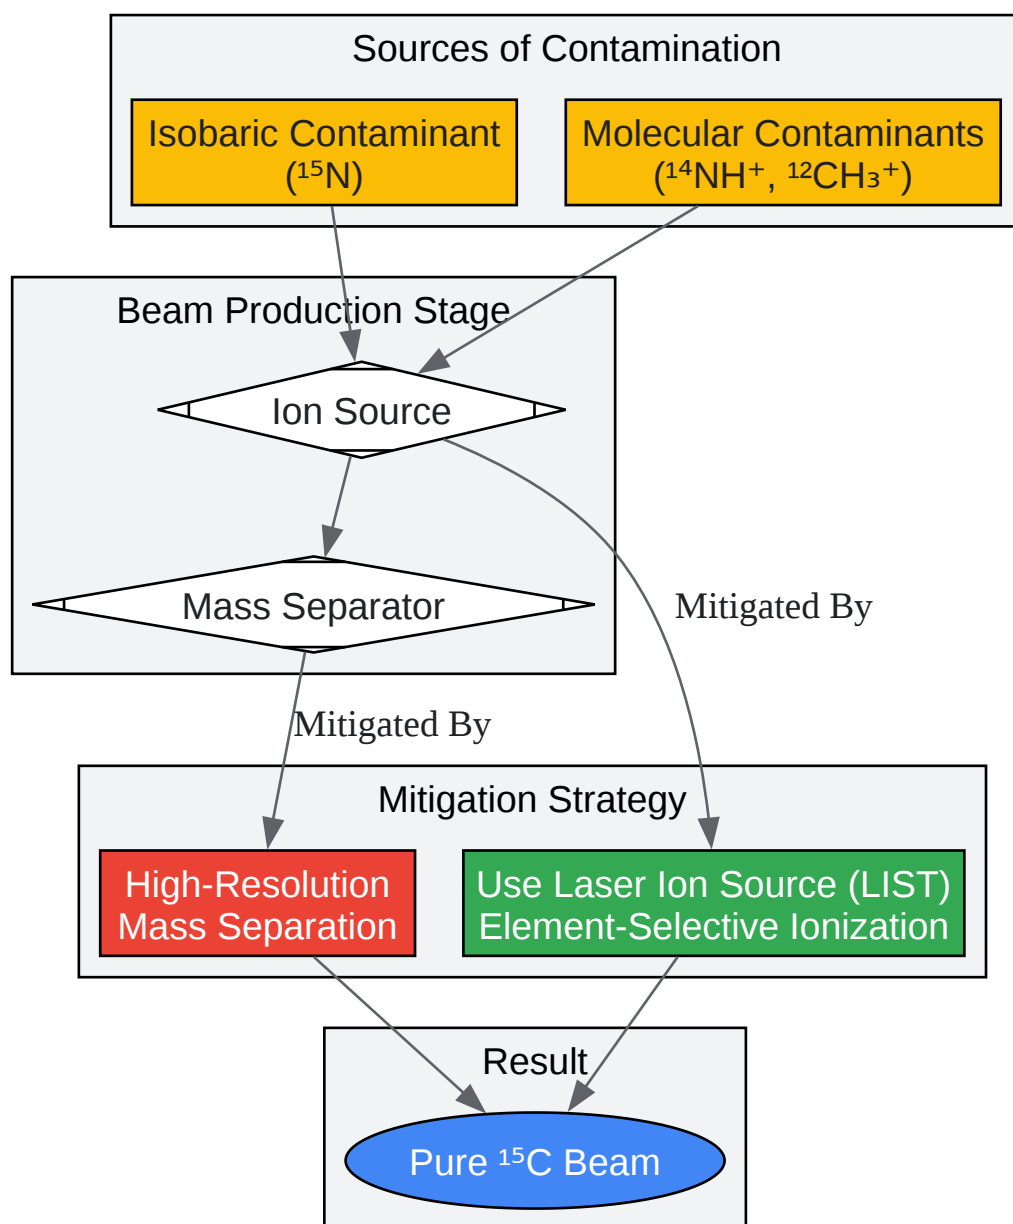 Sources of Contamination
Isobaric Contaminant
(¹⁵N)
Molecular Contaminants
(¹⁴NH⁺, ¹²CH₃⁺)
Beam Production Stage
Ion Source
Mass Separator
Mitigated By
Mitigated By
Mitigation Strategy
High-Resolution
Mass Separation
Use Laser Ion Source (LIST)
Element-Selective Ionization
Result
Pure ¹⁵C Beam